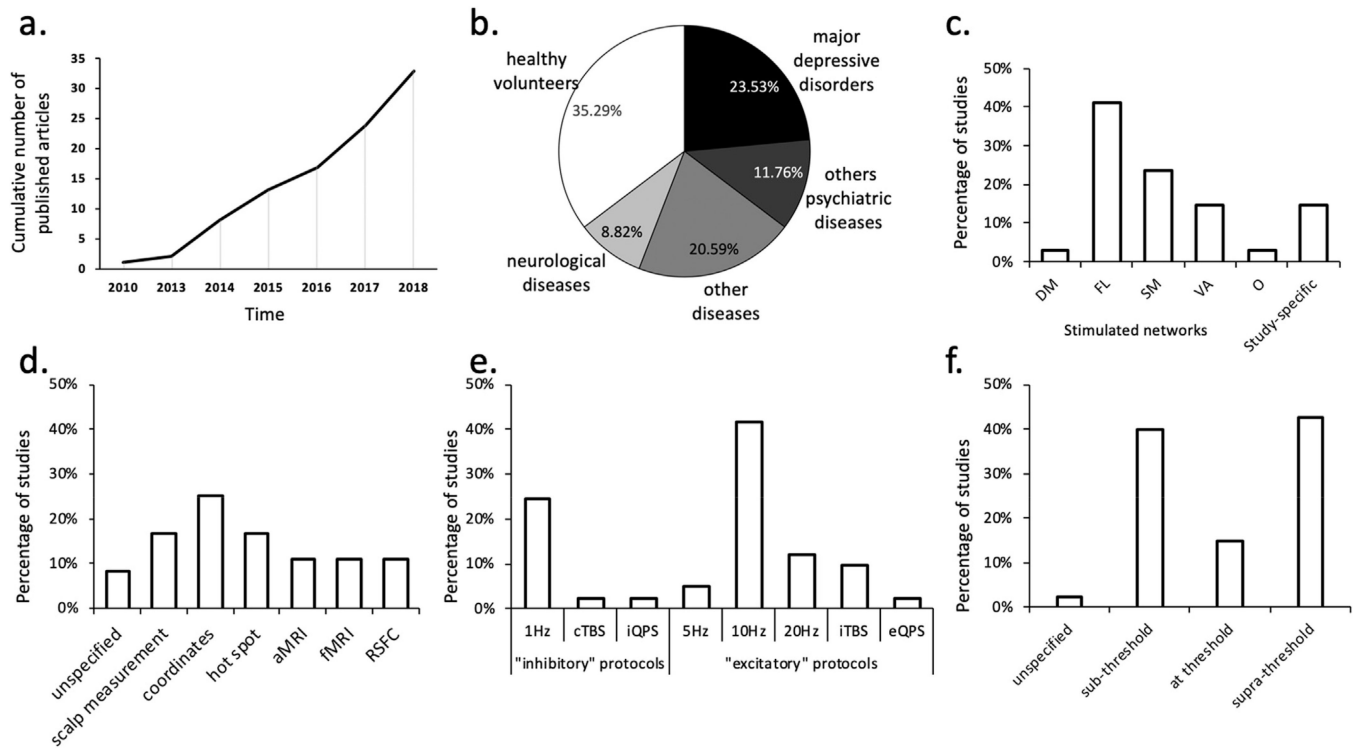 a.
Cumulative number of
published articles
35
30
25
20
15
10
5
0
2010 2013 2014 2015 2016 2017 2018
Time
b.
healthy
volunteers
35.29%
major
depressive
disorders
23.53%
others
psychiatric
diseases
11.76%
other
diseases
20.59%
neurological
diseases
8.82%
c.
Percentage of studies
50%
40%
30%
20%
10%
0%
DM FL SM VA O Study-specific
Stimulated networks
d.
Percentage of studies
50%
40%
30%
20%
10%
0%
unspecified
scalp measurement
coordinates
hot spot
aMRI
fMRI
RSFC
e.
Percentage of studies
50%
40%
30%
20%
10%
0%
1Hz cTBS iQPS 5Hz 10Hz 20Hz iTBS eQPS
"inhibitory" protocols "excitatory" protocols
f.
Percentage of studies
50%
40%
30%
20%
10%
0%
unspecified
sub-threshold
at threshold
supra-threshold